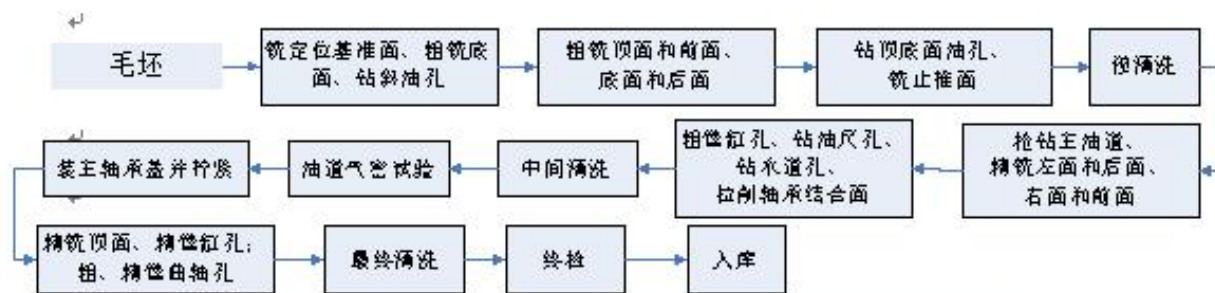 毛坯
铣定位基准面、粗铣底
面、钻斜油孔
粗铣顶面和前面、
底面和后面
钻顶底面油孔、
铣止推面
清洗
枪钻主油道、
精铣左面和后面、
右面和前面
粗镗缸孔、钻油尺孔、
钻水道孔、
拉削轴承结合面
中间清洗
油道气密试验
装主轴承盖并拧紧
精铣顶面、精镗缸孔;
粗、精镗曲轴孔
最终清洗
终检
入库